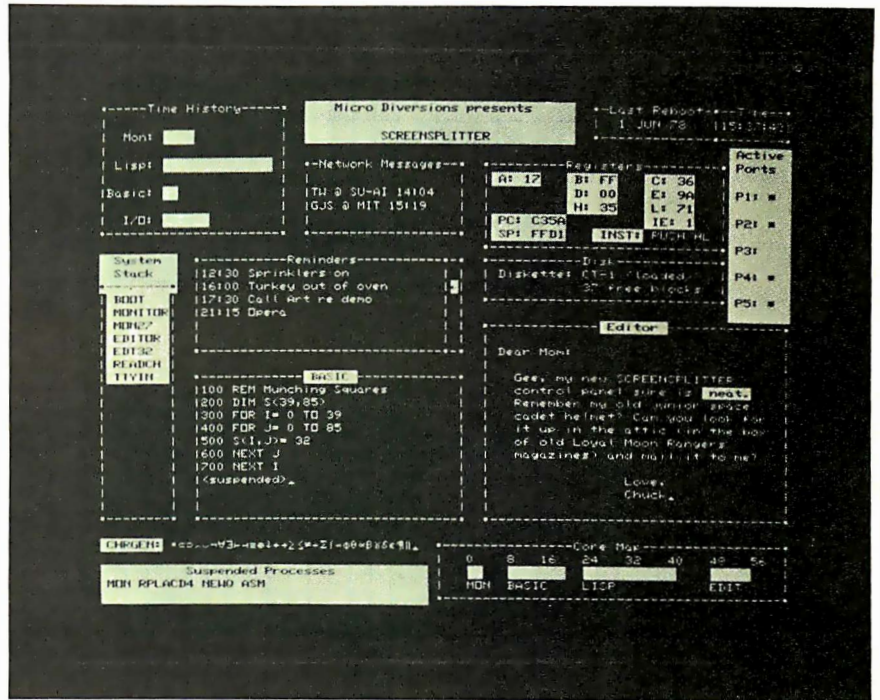 Time History
Mon:
Lisp:
Basic:
I/O:
Micro Diversions presents
SCREENSPLITTER
Last Reboot
1 JUN 78
Time
15:37:42
Network Messages
TW @ SU-AI 14:04
GJS @ MIT 15:19
Registers
A: 17 B: FF C: 36
D: 00 E: 9A
H: 35 L: 71
PC: C35A IE: 1
SP: FFD1 INST: PUSH HL
Active
Ports
P1: ■
P2: ■
P3:
P4: ■
P5: ■
System
Stack
BOOT
MONITOR
MON27
EDITOR
EDT32
READCH
TTYIN
Reminders
12:30 Sprinklers on
16:00 Turkey out of oven
17:30 Call Art re demo
21:15 Opera
Disk
Diskette: CT-1 /loaded/
32 free blocks
BASIC
100 REM Munching Squares
200 DIM S(39,85)
300 FOR I= 0 TO 39
400 FOR J= 0 TO 85
500 S(I,J)= 32
600 NEXT J
700 NEXT I
<suspended>
Editor
Dear Mom:
Gee, my new SCREENSPLITTER
control panel sure is neat.
Remember my old junior space
cadet helmet? Can you look for
it up in the attic (in the box
of old Loyal Moon Rangers
magazines) and mail it to me?
Love,
Chuck
CHRGEN:
Suspended Processes
MON RPLACD4 NEWQ ASM
Core Map
0 8 16 24 32 40 48 56
MON BASIC LISP EDIT